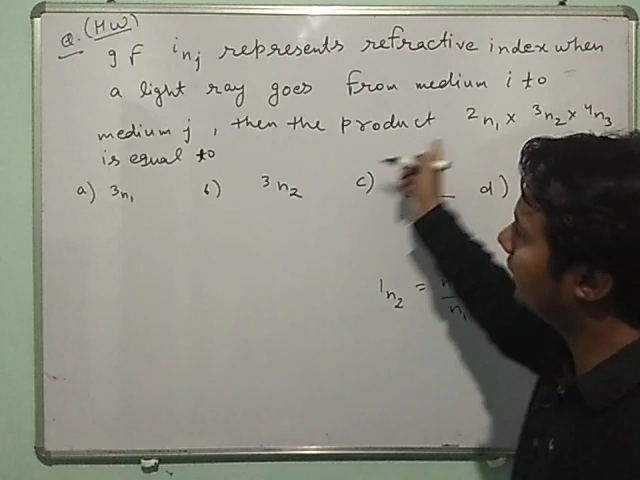 Q. (HW)
If ⁱnⱼ represents refractive index when
a light ray goes from medium i to
medium j, then the product ²n₁ × ³n₂ × ⁴n₃
is equal to
a) ³n₁ b) ³n₂ c) d)
¹n₂ = n / n₁